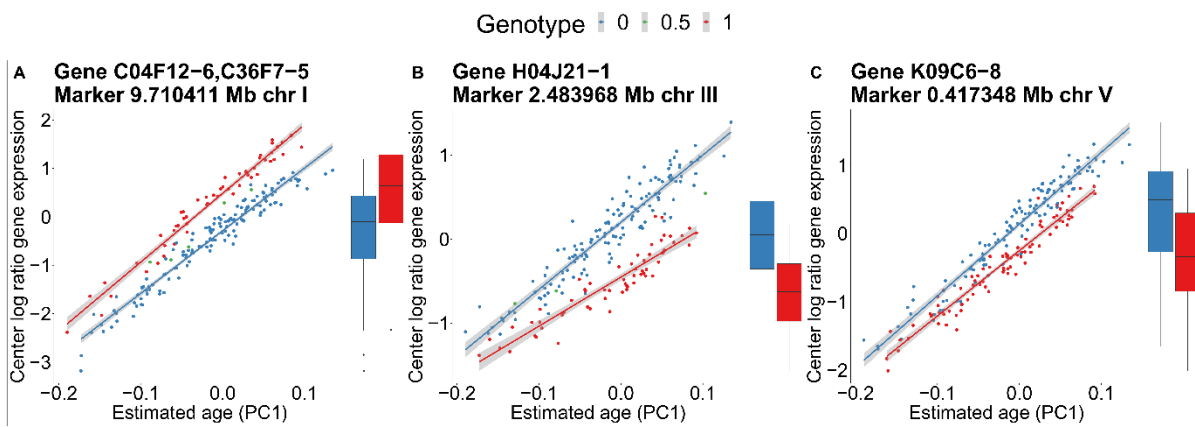 Genotype 0 0.5 1
A Gene C04F12−6,C36F7−5
Marker 9.710411 Mb chr I
Center log ratio gene expression
2
1
0
−1
−2
−3
−0.2 −0.1 0.0 0.1
Estimated age (PC1)
B Gene H04J21−1
Marker 2.483968 Mb chr III
Center log ratio gene expression
1
0
−1
−0.2 −0.1 0.0 0.1
Estimated age (PC1)
C Gene K09C6−8
Marker 0.417348 Mb chr V
Center log ratio gene expression
1
0
−1
−2
−0.2 −0.1 0.0 0.1
Estimated age (PC1)